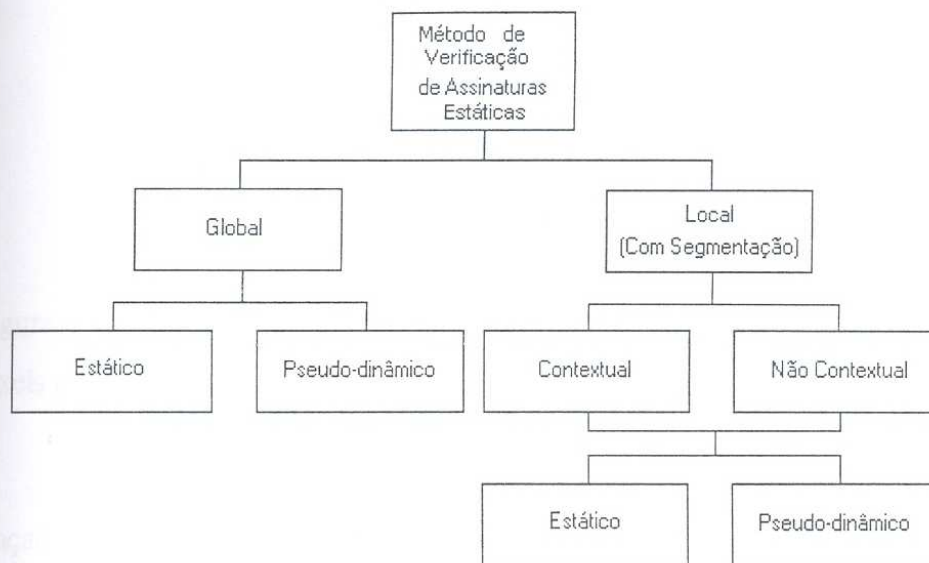 Método de
Verificação
de Assinaturas
Estáticas
Global
Local
(Com Segmentação)
Estático
Pseudo-dinâmico
Contextual
Não Contextual
Estático
Pseudo-dinâmico